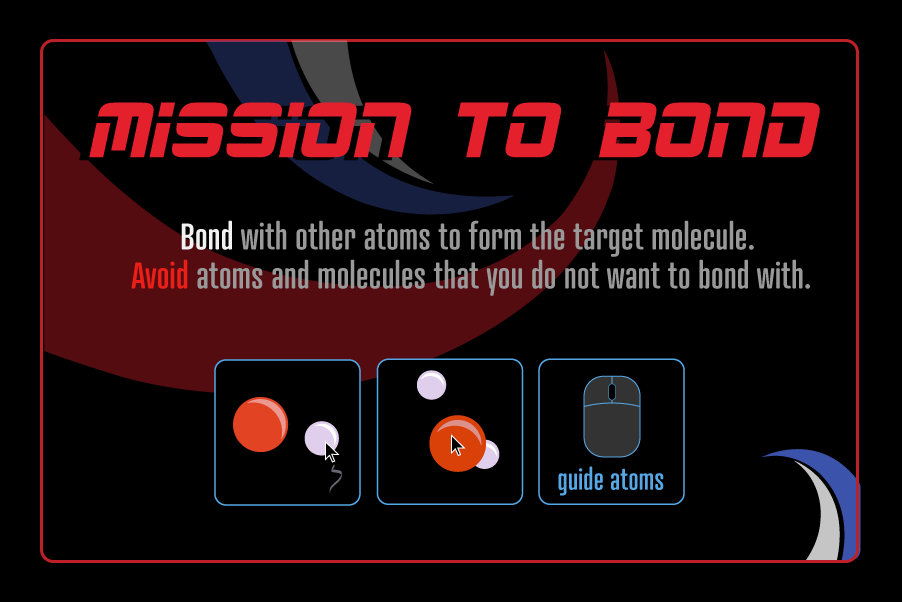 MISSION TO BOND
Bond with other atoms to form the target molecule.
Avoid atoms and molecules that you do not want to bond with.
guide atoms